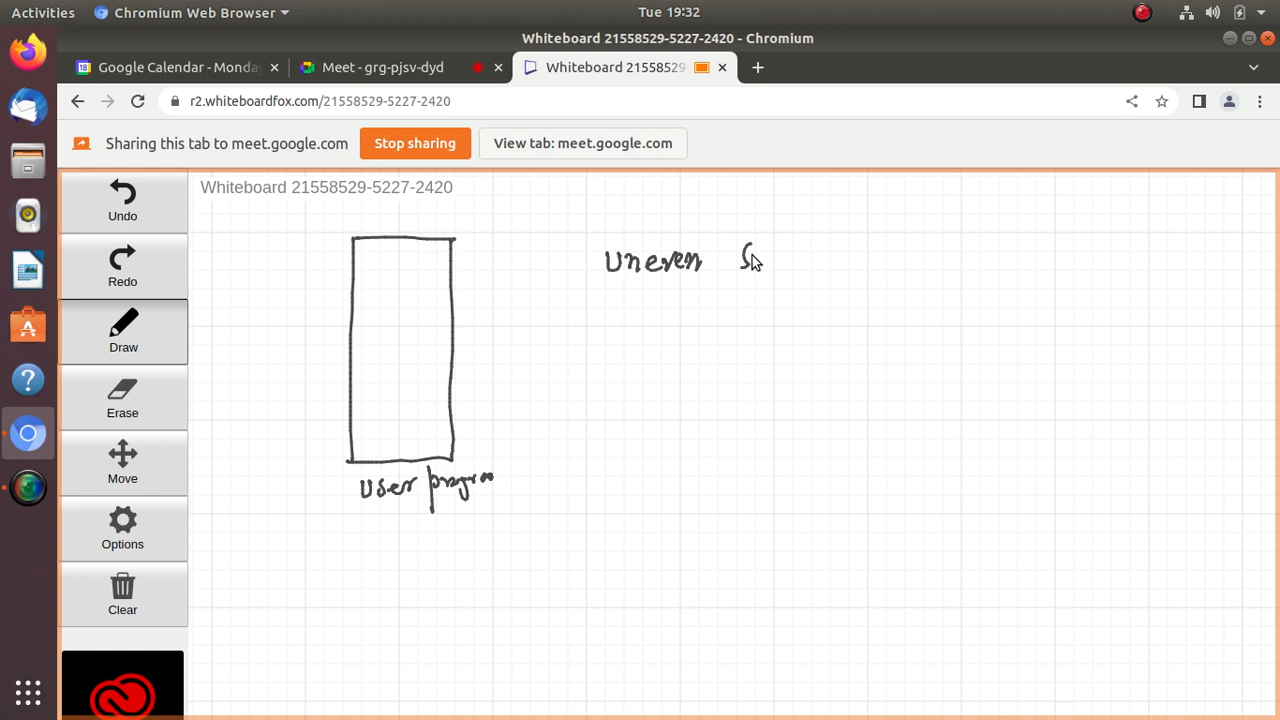 Activities Chromium Web Browser Tue 19:32
Whiteboard 21558529-5227-2420 - Chromium
Google Calendar - Monday Meet - grg-pjsv-dyd Whiteboard 21558529-
r2.whiteboardfox.com/21558529-5227-2420
Sharing this tab to meet.google.com Stop sharing View tab: meet.google.com
Whiteboard 21558529-5227-2420
Undo
Redo
Draw
Erase
Move
Options
Clear
Uneven S
User